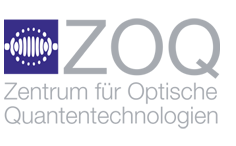 ZOQ
Zentrum für Optische
Quantentechnologien